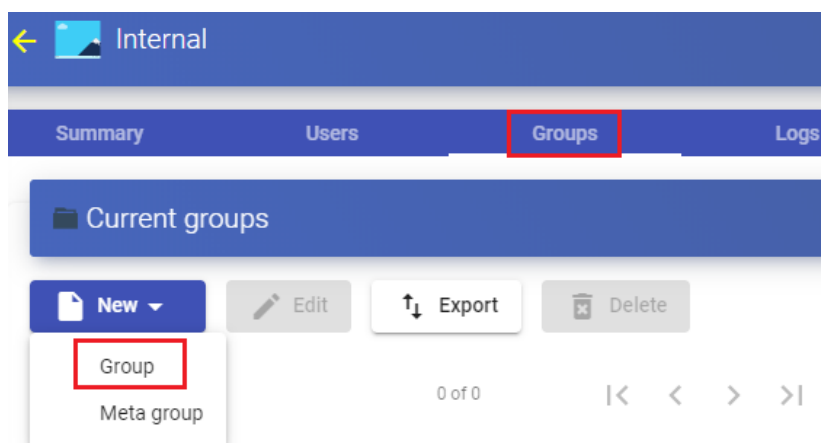 Internal
Summary Users Groups Logs
Current groups
New Edit Export Delete
Group
0 of 0
Meta group